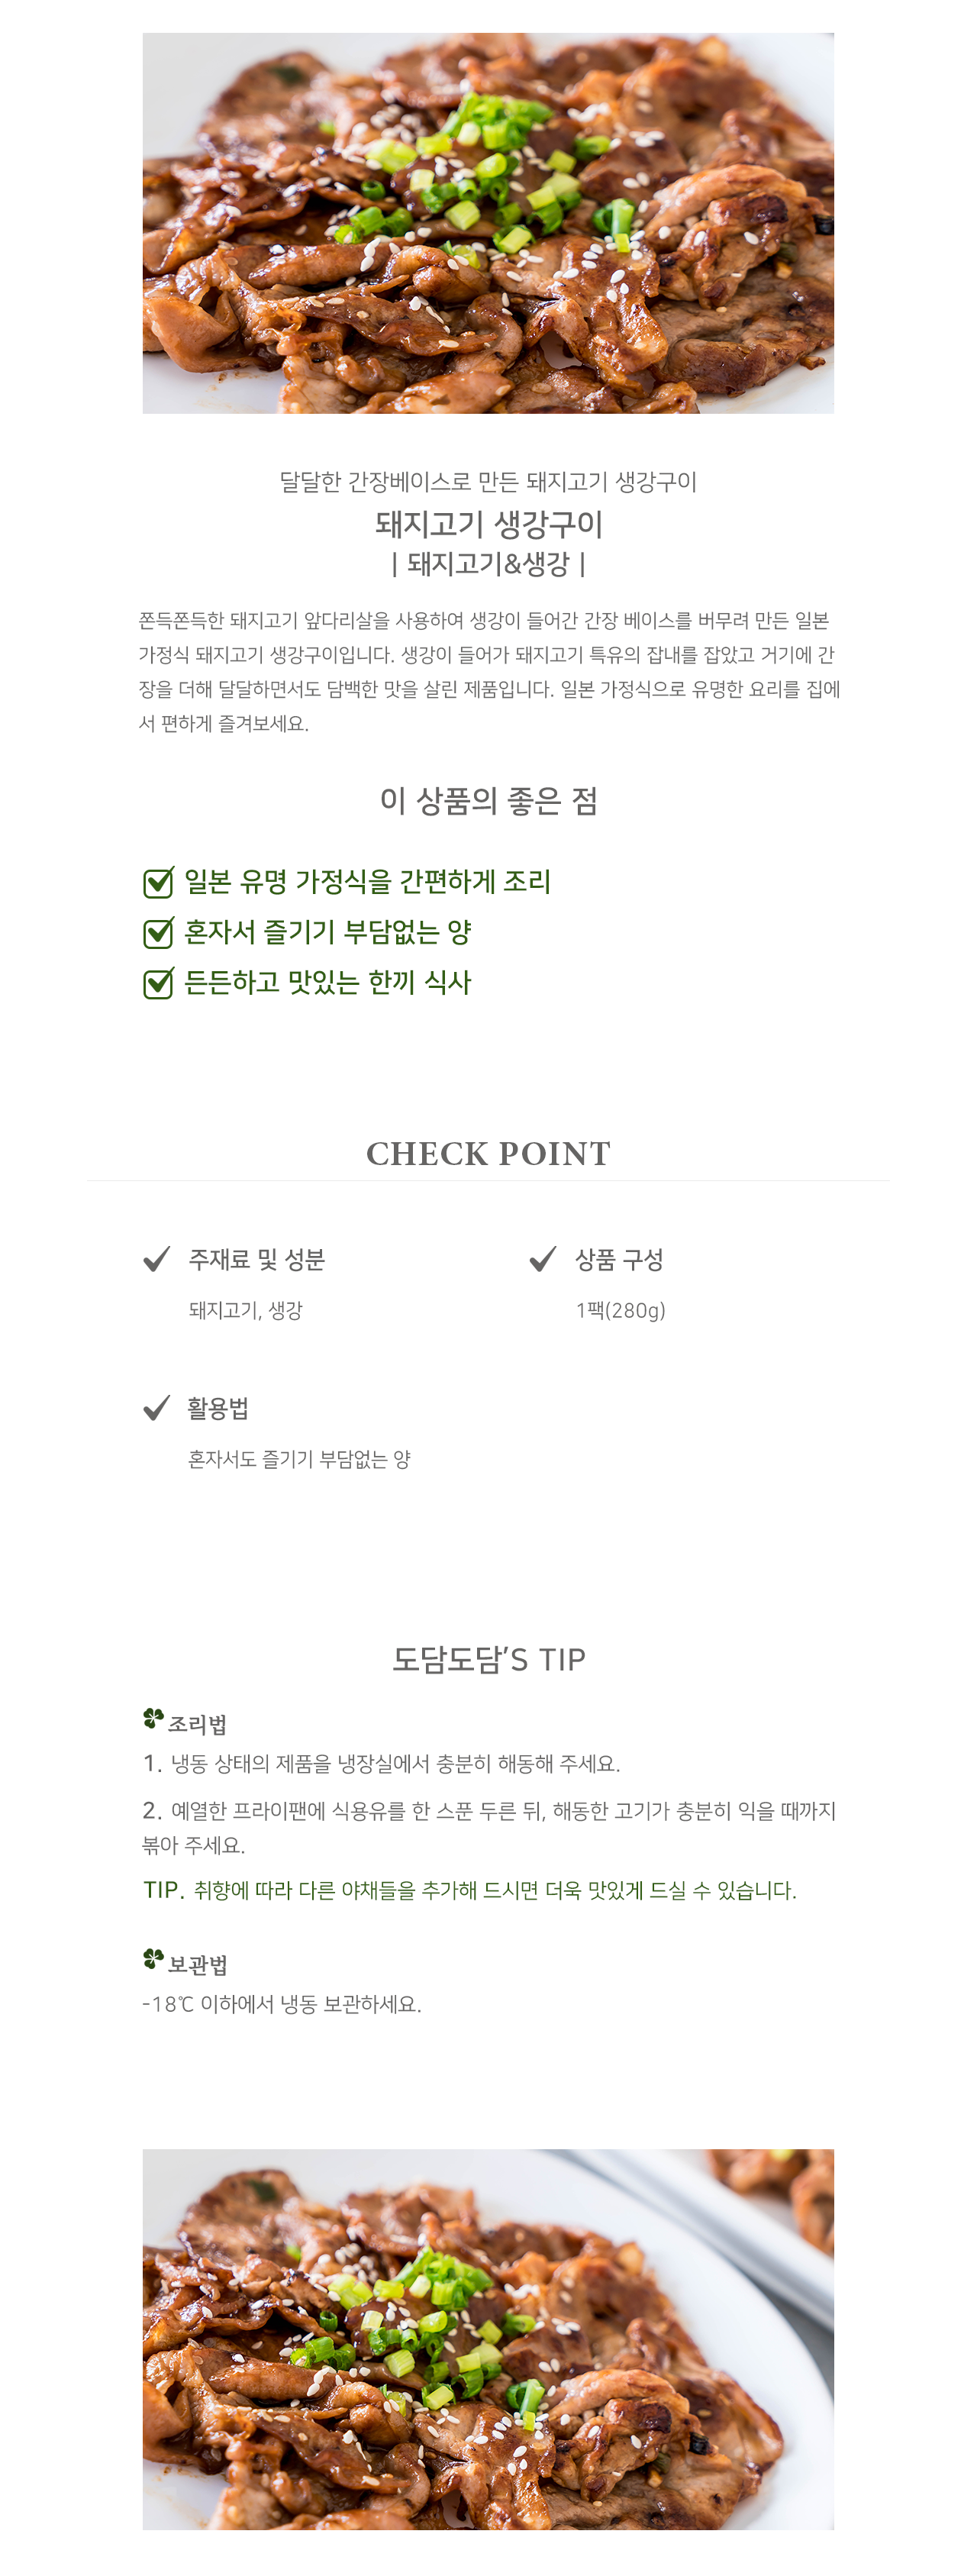 달달한 간장베이스로 만든 돼지고기 생강구이
돼지고기 생강구이
| 돼지고기&생강 |
쫀득쫀득한 돼지고기 앞다리살을 사용하여 생강이 들어간 간장 베이스를 버무려 만든 일본
가정식 돼지고기 생강구이입니다. 생강이 들어가 돼지고기 특유의 잡내를 잡았고 거기에 간
장을 더해 달달하면서도 담백한 맛을 살린 제품입니다. 일본 가정식으로 유명한 요리를 집에
서 편하게 즐겨보세요.
이 상품의 좋은 점
일본 유명 가정식을 간편하게 조리
혼자서 즐기기 부담없는 양
든든하고 맛있는 한끼 식사
CHECK POINT
주재료 및 성분
돼지고기, 생강
상품 구성
1팩(280g)
활용법
혼자서도 즐기기 부담없는 양
도담도담’S TIP
조리법
1. 냉동 상태의 제품을 냉장실에서 충분히 해동해 주세요.
2. 예열한 프라이팬에 식용유를 한 스푼 두른 뒤, 해동한 고기가 충분히 익을 때까지
볶아 주세요.
TIP. 취향에 따라 다른 야채들을 추가해 드시면 더욱 맛있게 드실 수 있습니다.
보관법
-18℃ 이하에서 냉동 보관하세요.